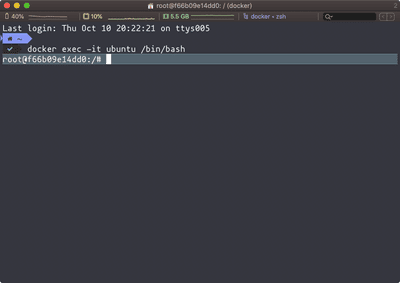 root@f66b09e14dd0: / (docker)
40% 10% 5.5 GB docker • zsh
Last login: Thu Oct 10 20:22:21 on ttys005
~
✓ docker exec -it ubuntu /bin/bash
root@f66b09e14dd0:/#